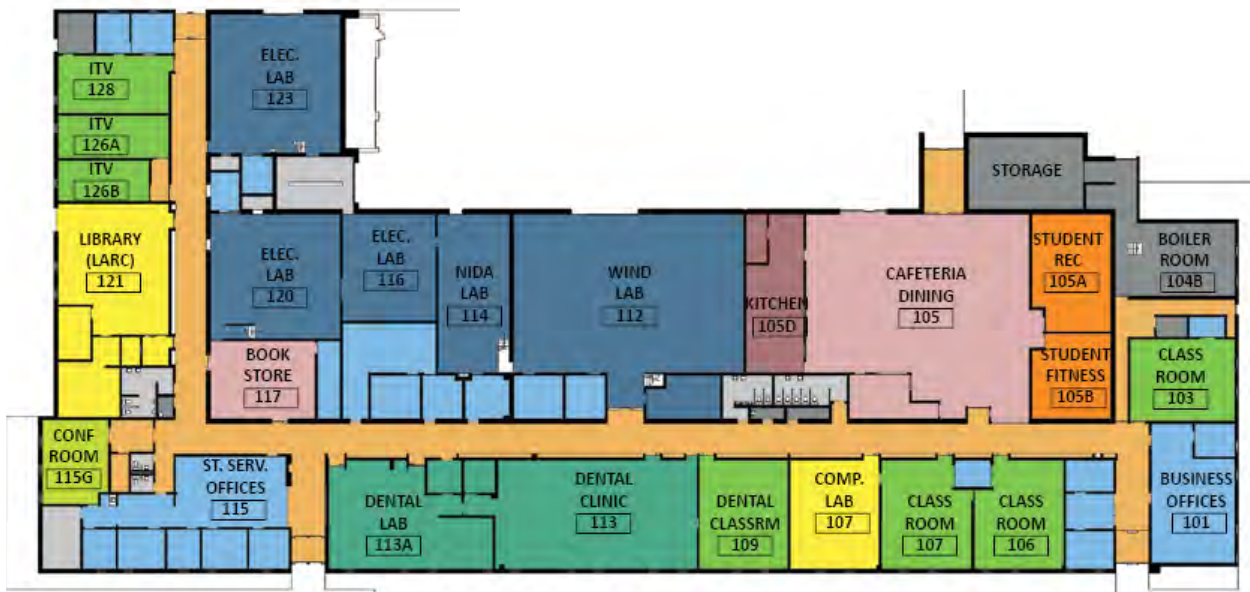 ITV
128
ITV
126A
ITV
126B
LIBRARY
(LARC)
121
ELEC.
LAB
123
ELEC.
LAB
120
ELEC.
LAB
116
NIDA
LAB
114
WIND
LAB
112
KITCHEN
105D
CAFETERIA
DINING
105
STORAGE
STUDENT
REC
105A
STUDENT
FITNESS
105B
BOILER
ROOM
104B
CLASS
ROOM
103
BOOK
STORE
117
CONF
ROOM
115G
ST. SERV.
OFFICES
115
DENTAL
LAB
113A
DENTAL
CLINIC
113
DENTAL
CLASSRM
109
COMP.
LAB
107
CLASS
ROOM
107
CLASS
ROOM
106
BUSINESS
OFFICES
101